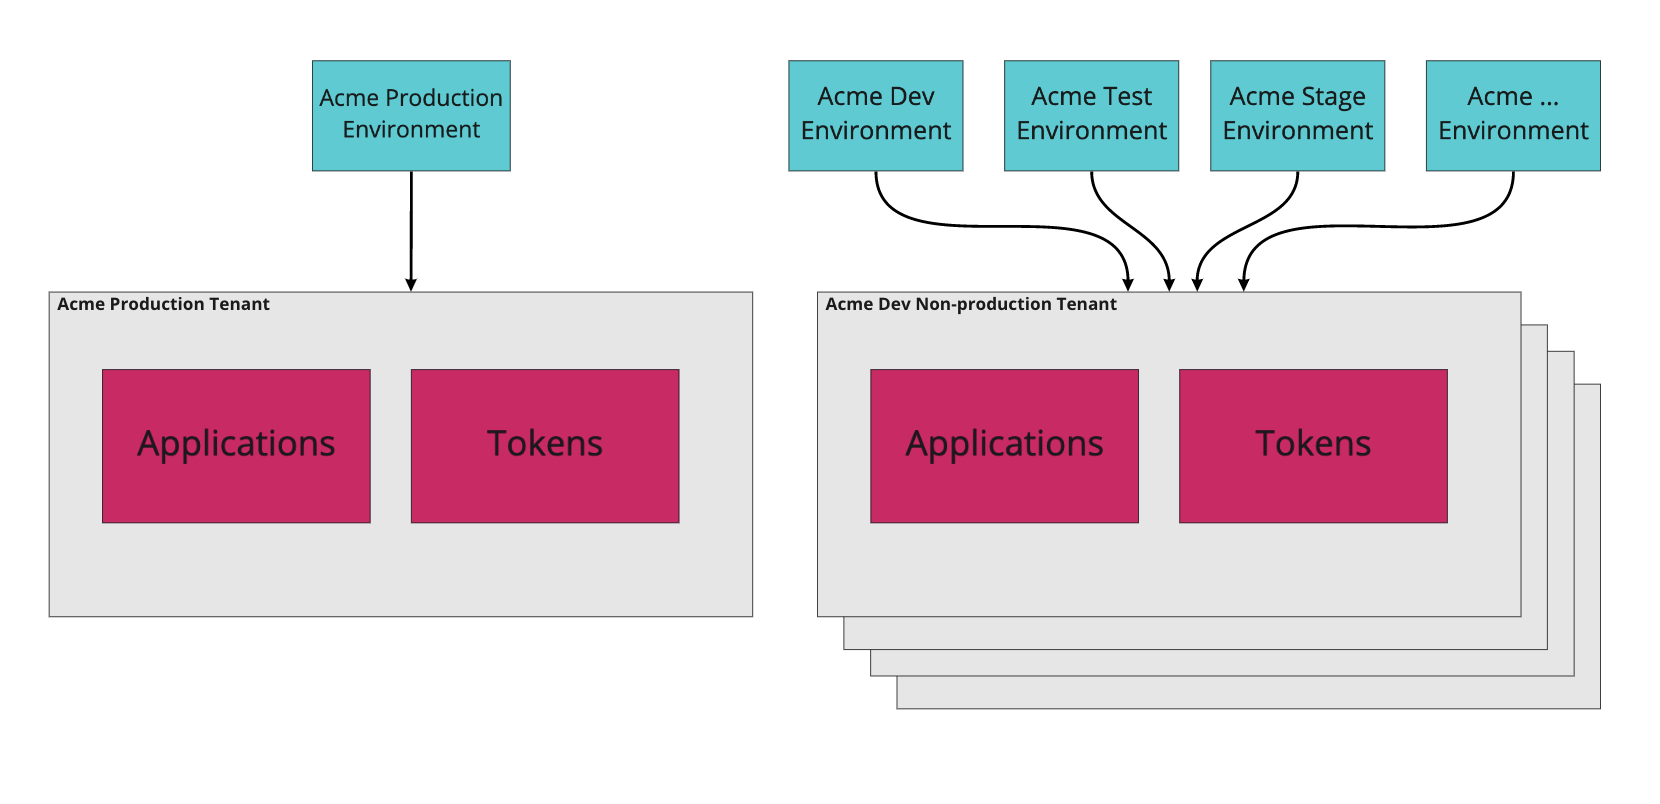 Acme Production
Environment
Acme Dev
Environment
Acme Test
Environment
Acme Stage
Environment
Acme ...
Environment
Acme Production Tenant
Applications
Tokens
Acme Dev Non-production Tenant
Applications
Tokens